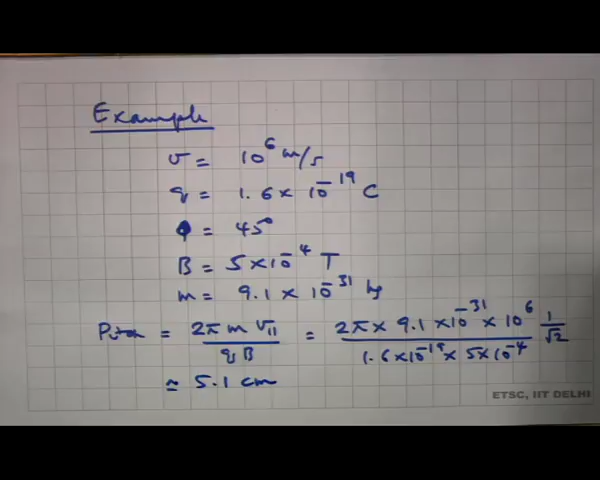 Example
v = 10⁶ m/s
q = 1.6 × 10⁻¹⁹ C
φ = 45°
B = 5 × 10⁻⁴ T
m = 9.1 × 10⁻³¹ kg
Pitch = 2π m v∥ / q B = 2π × 9.1 × 10⁻³¹ × 10⁶ / 1.6 × 10⁻¹⁹ × 5 × 10⁻⁴ 1/√2
≈ 5.1 cm
ETSC, IIT DELHI